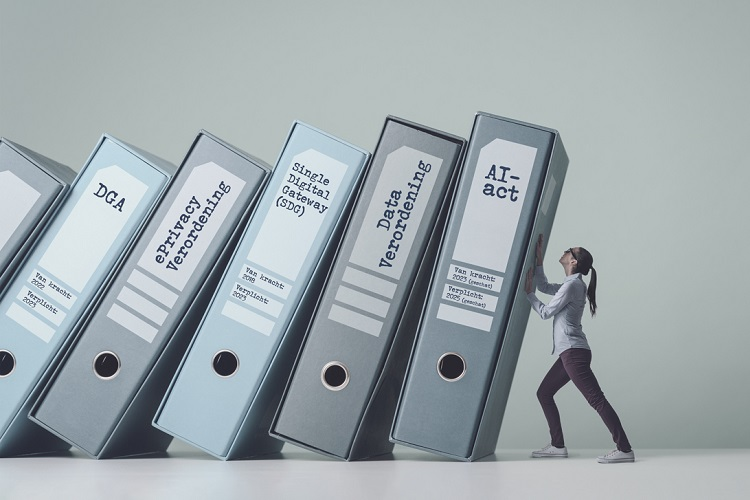 DGA
Van kracht:
2022
Verplicht:
2023
ePrivacy
Verordening
Single
Digital
Gateway
(SDG)
Van kracht:
2018
Verplicht:
2023
Data
Verordening
AI-
act
Van kracht:
2023 (geschat)
Verplicht:
2025 (geschat)